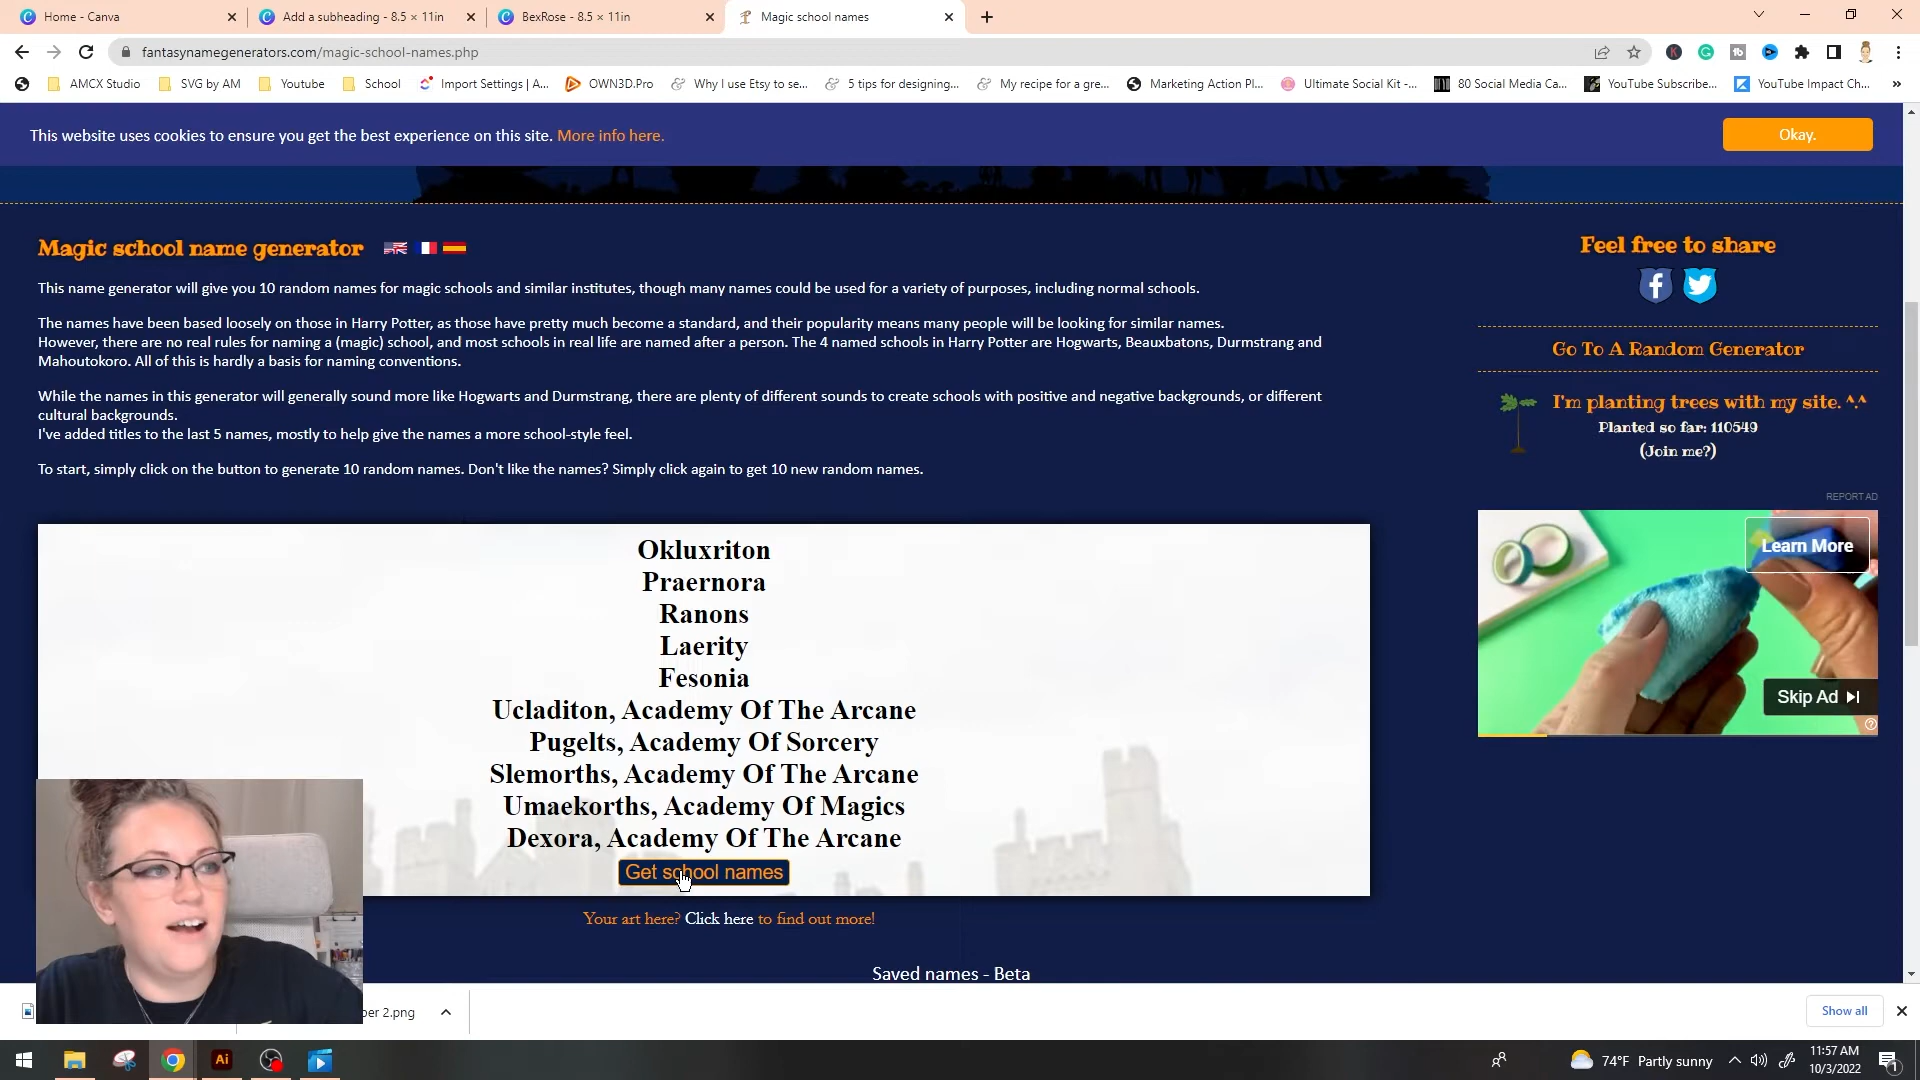 Home - Canva
Add a subheading - 8.5 × 11in
BexRose - 8.5 × 11in
Magic school names
fantasynamegenerators.com/magic-school-names.php
AMCX Studio
SVG by AM
Youtube
School
Import Settings | A...
OWN3D.Pro
Why I use Etsy to se...
5 tips for designing...
My recipe for a gre...
Marketing Action Pl...
Ultimate Social Kit -...
80 Social Media Ca...
YouTube Subscribe...
YouTube Impact Ch...
This website uses cookies to ensure you get the best experience on this site. More info here.
Okay.
Magic school name generator
This name generator will give you 10 random names for magic schools and similar institutes, though many names could be used for a variety of purposes, including normal schools.
The names have been based loosely on those in Harry Potter, as those have pretty much become a standard, and their popularity means many people will be looking for similar names.
However, there are no real rules for naming a (magic) school, and most schools in real life are named after a person. The 4 named schools in Harry Potter are Hogwarts, Beauxbatons, Durmstrang and
Mahoutokoro. All of this is hardly a basis for naming conventions.
While the names in this generator will generally sound more like Hogwarts and Durmstrang, there are plenty of different sounds to create schools with positive and negative backgrounds, or different
cultural backgrounds.
I've added titles to the last 5 names, mostly to help give the names a more school-style feel.
To start, simply click on the button to generate 10 random names. Don't like the names? Simply click again to get 10 new random names.
Okluxriton
Praernora
Ranons
Laerity
Fesonia
Ucladiton, Academy Of The Arcane
Pugelts, Academy Of Sorcery
Slemorths, Academy Of The Arcane
Umaekorths, Academy Of Magics
Dexora, Academy Of The Arcane
Get school names
Your art here? Click here to find out more!
Saved names - Beta
Feel free to share
Go To A Random Generator
I'm planting trees with my site. ^.^
Planted so far: 110549
(Join me?)
REPORT AD
Learn More
Skip Ad
per 2.png
Show all
Ai
74°F Partly sunny
11:57 AM
10/3/2022
1